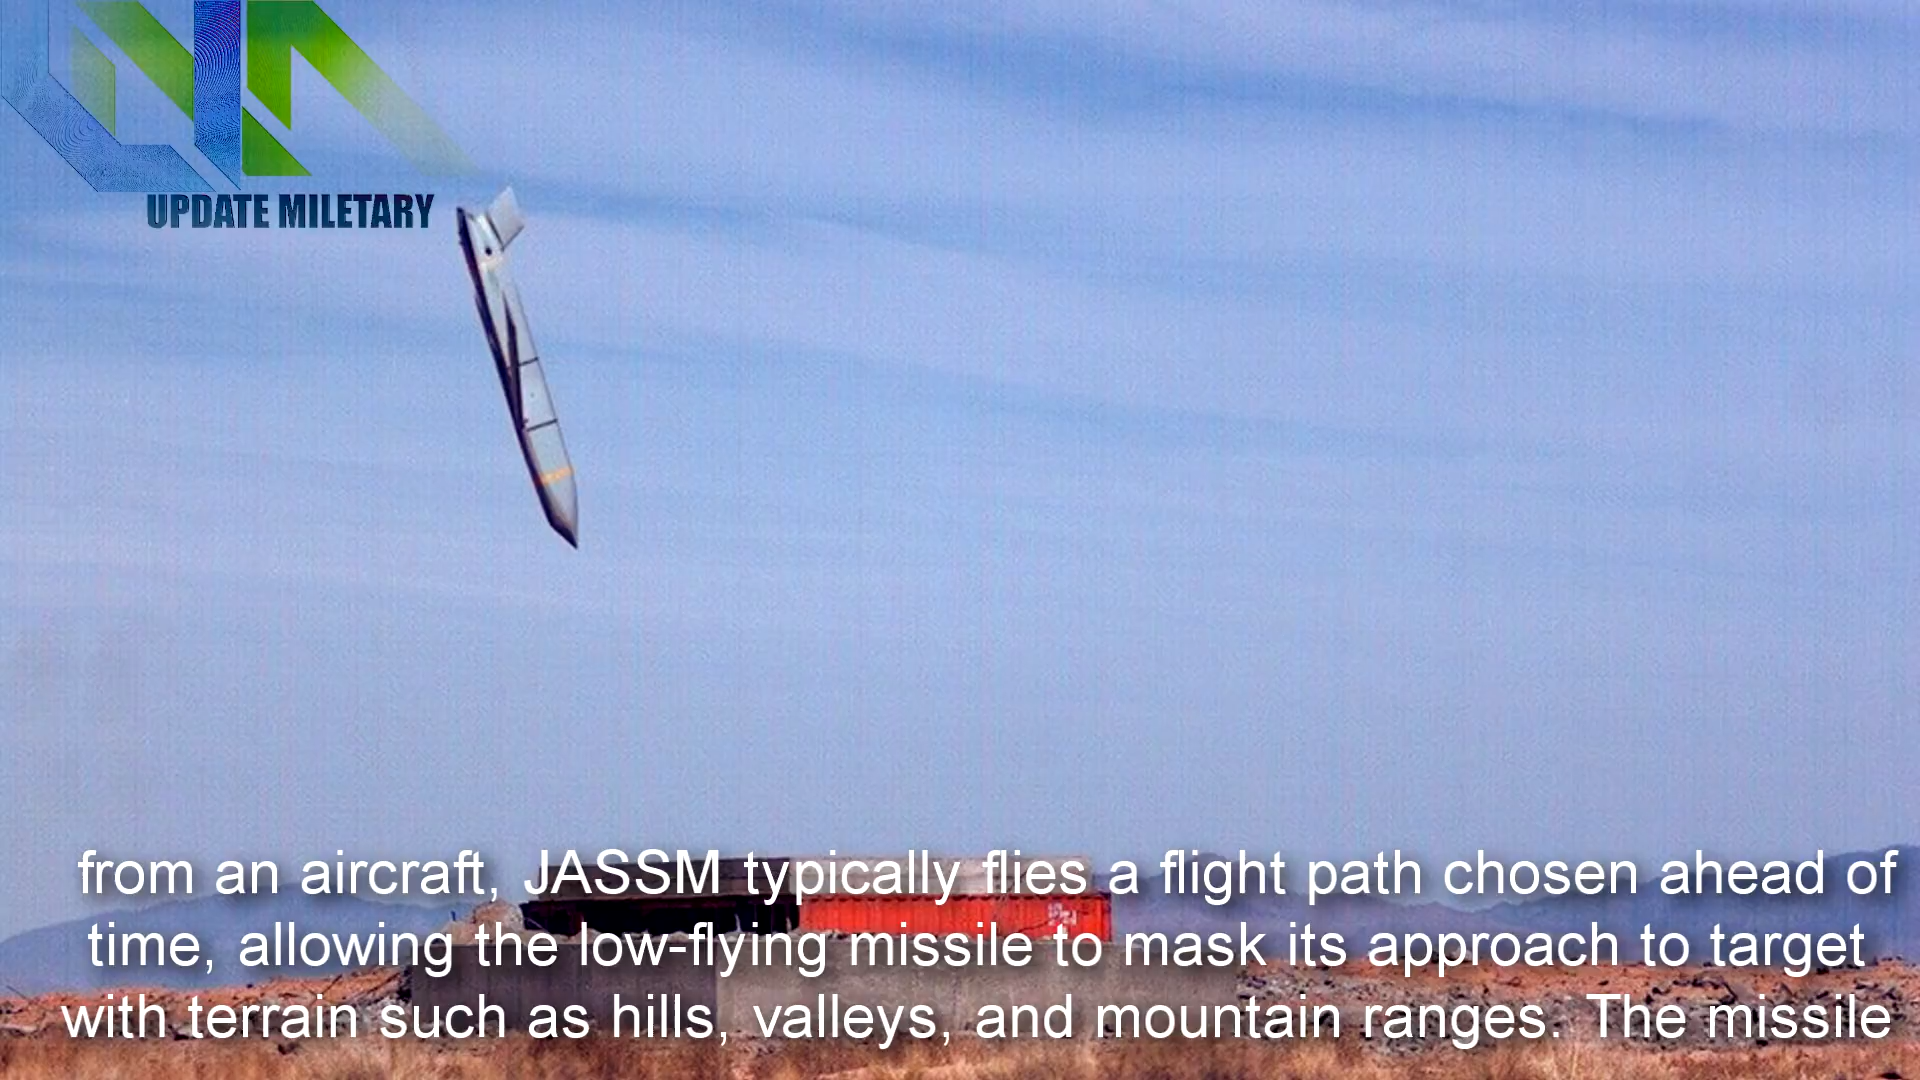 UPDATE MILETARY
from an aircraft, JASSM typically flies a flight path chosen ahead of
time, allowing the low-flying missile to mask its approach to target
with terrain such as hills, valleys, and mountain ranges. The missile